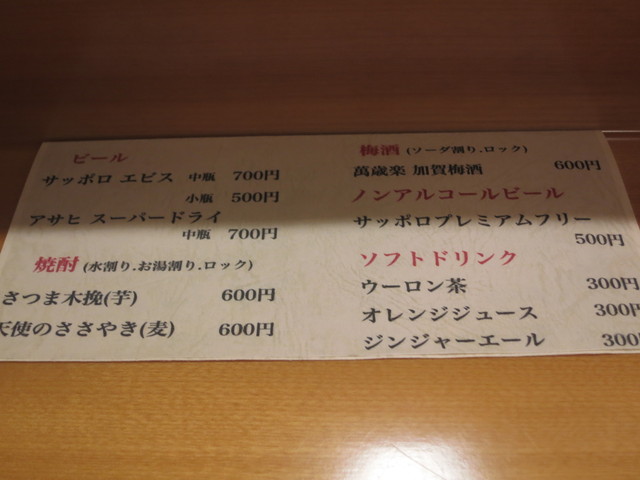 ビール
サッポロ エビス 中瓶 700円
小瓶 500円
アサヒ スーパードライ
中瓶 700円
焼酎 (水割り.お湯割り.ロック)
さつま木挽(芋) 600円
天使のささやき(麦) 600円
梅酒 (ソーダ割り.ロック)
萬歳楽 加賀梅酒 600円
ノンアルコールビール
サッポロプレミアムフリー
500円
ソフトドリンク
ウーロン茶 300円
オレンジジュース 300円
ジンジャーエール 300